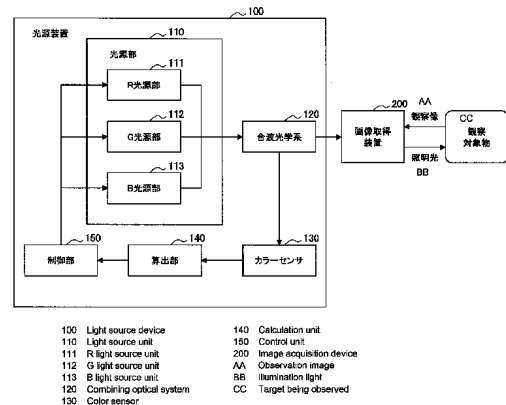 100
光源装置
110
光源部
111
R光源部
112
G光源部
113
B光源部
120
合波光学系
200
画像取得
装置
AA
観察像
照明光
BB
CC
観察
対象物
150
制御部
140
算出部
130
カラーセンサ
100 Light source device
110 Light source unit
111 R light source unit
112 G light source unit
113 B light source unit
120 Combining optical system
130 Color sensor
140 Calculation unit
150 Control unit
200 Image acquisition device
AA Observation image
BB Illumination light
CC Target being observed